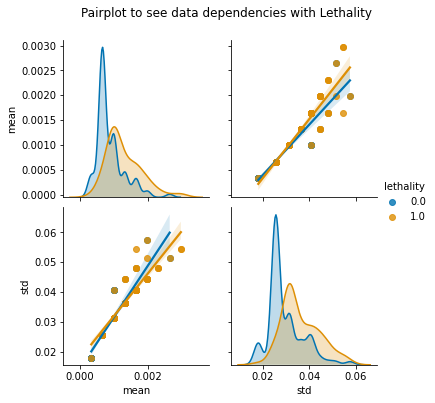 Pairplot to see data dependencies with Lethality
0.0030
0.0025
0.0020
0.0015
0.0010
0.0005
0.0000
mean
lethality
0.0
1.0
0.06
0.05
0.04
0.03
0.02
std
0.000 0.002
mean
0.02 0.04 0.06
std